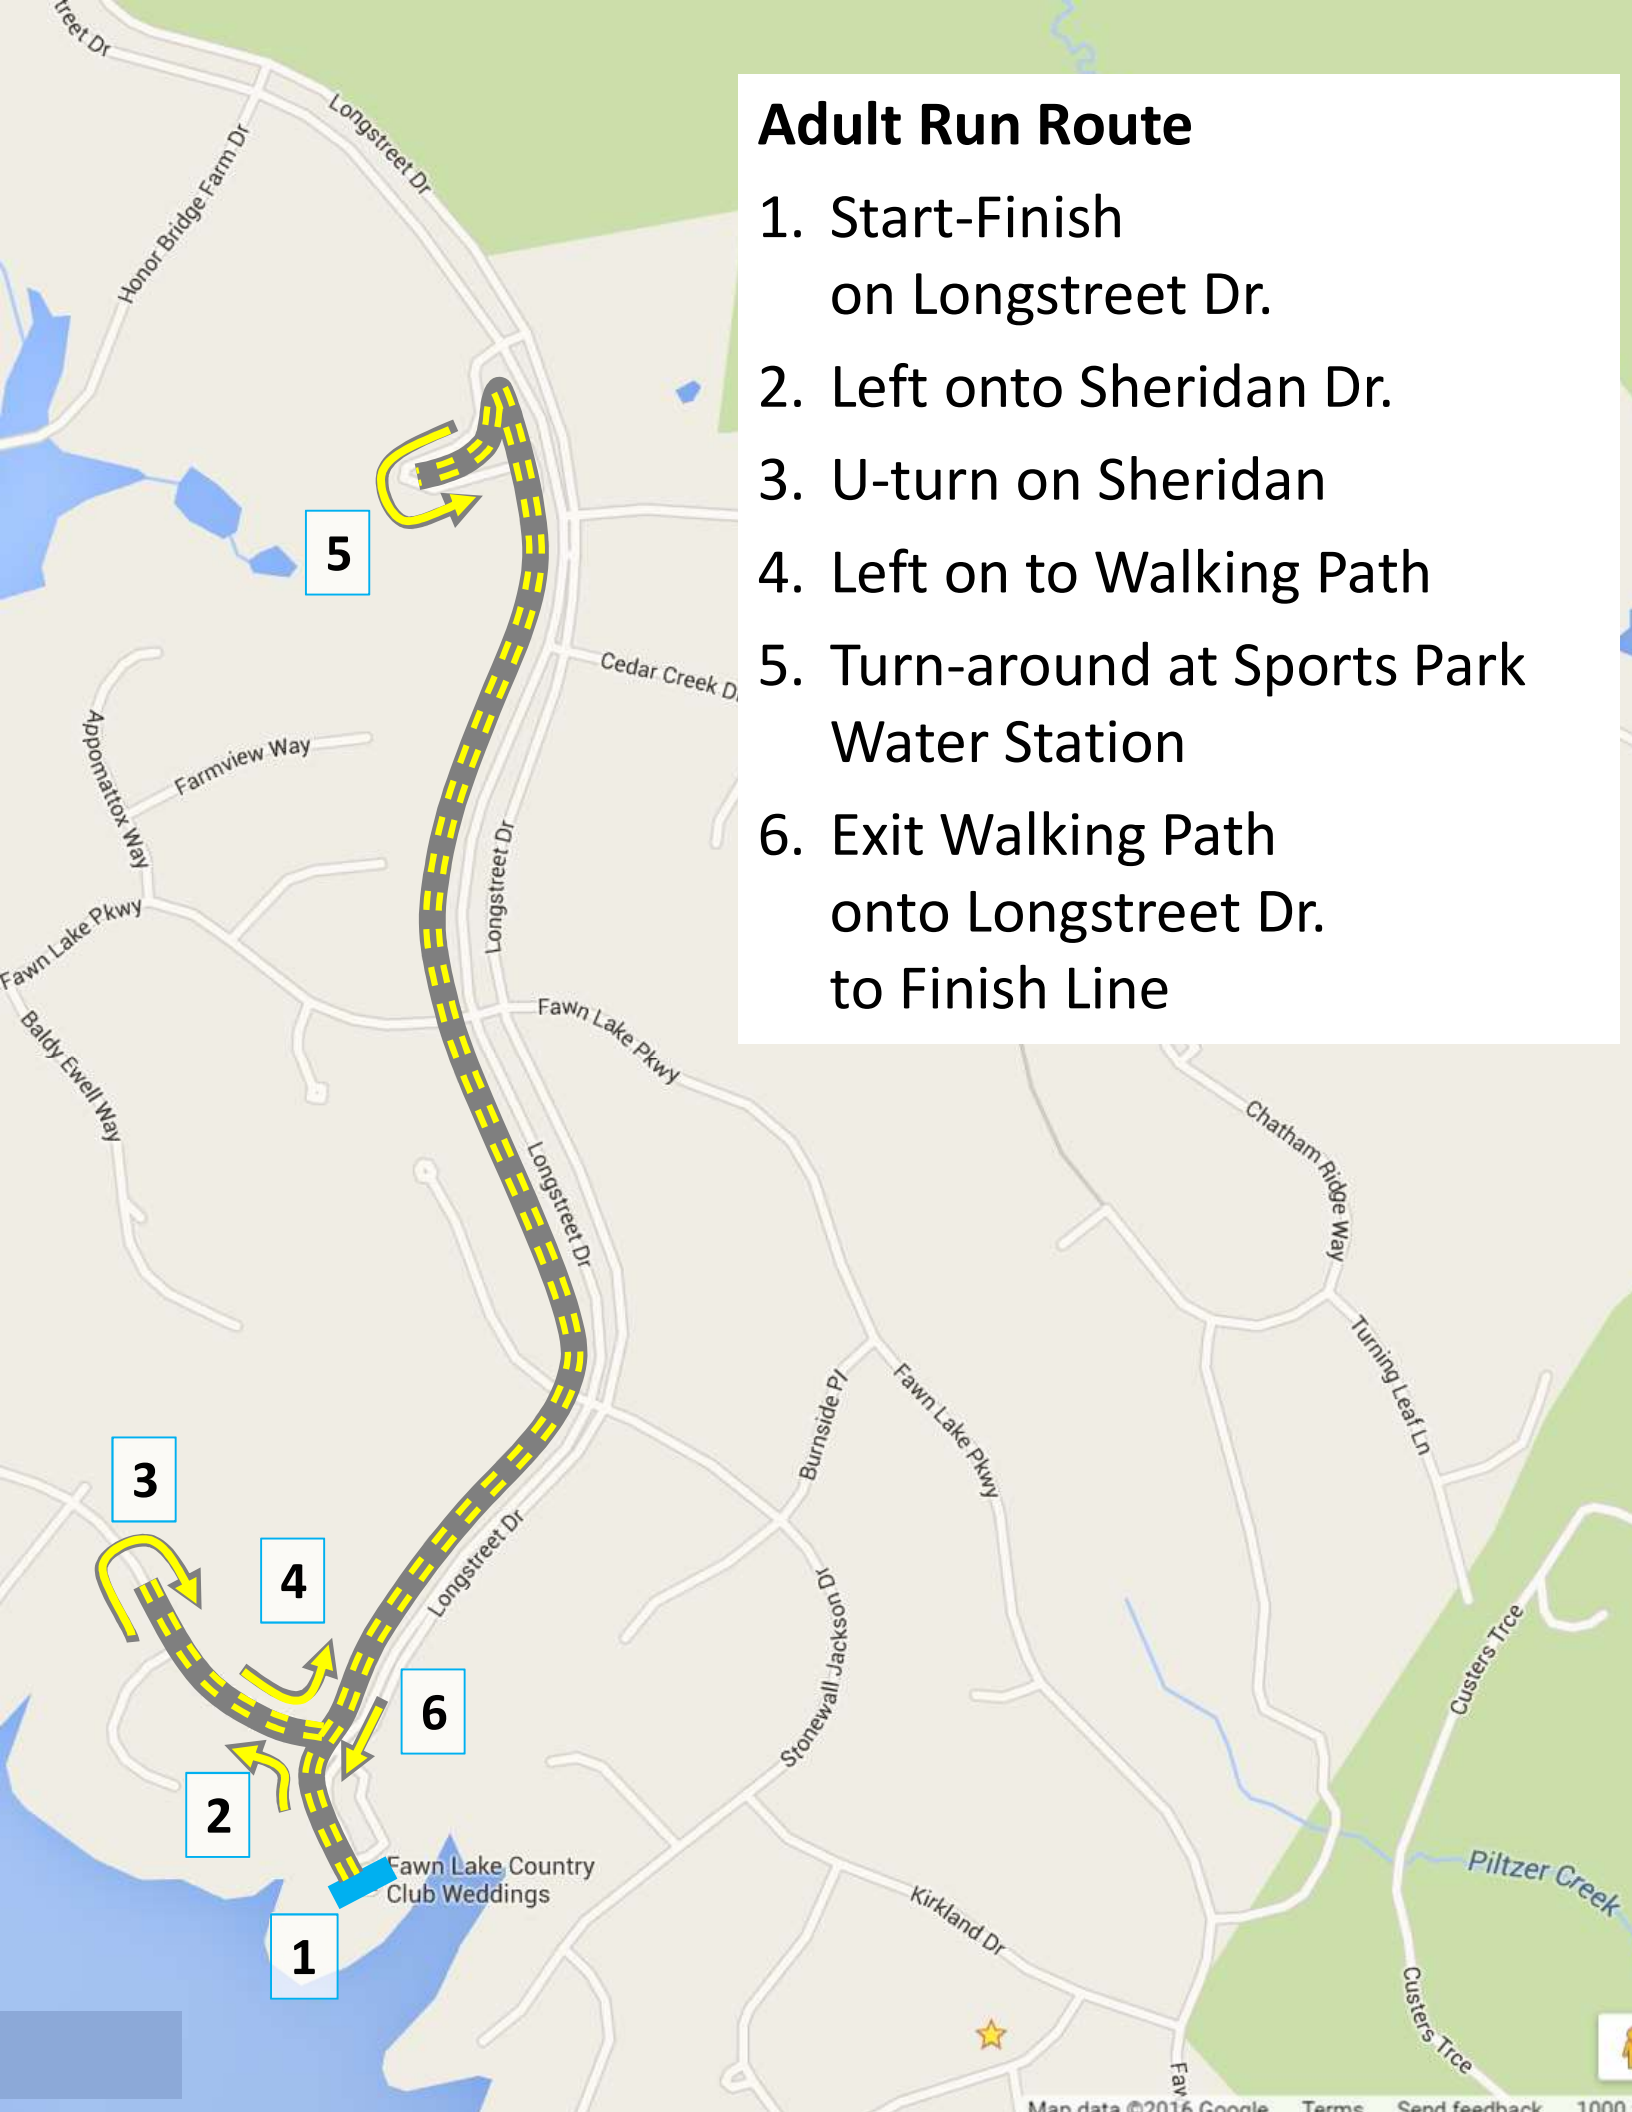 treet Dr
Longstreet Dr
Honor Bridge Farm Dr
Adult Run Route
1. Start-Finish
on Longstreet Dr.
2. Left onto Sheridan Dr.
3. U-turn on Sheridan
4. Left on to Walking Path
5. Turn-around at Sports Park
Water Station
6. Exit Walking Path
onto Longstreet Dr.
to Finish Line
5
Cedar Creek D
Appomattox Way
Farmview Way
Longstreet Dr
Fawn Lake Pkwy
Fawn Lake Pkwy
Baldy Ewell Way
Longstreet Dr
Chatham Ridge Way
Turning Leaf Ln
Burnside Pl
Fawn Lake Pkwy
3
4
Longstreet Dr
Stonewall Jackson Dr
Custers Trce
6
2
Fawn Lake Country
Club Weddings
1
Kirkland Dr
Piltzer Creek
Custers Trce
Fav
Map data ©2016 Google Terms Send feedback 1000